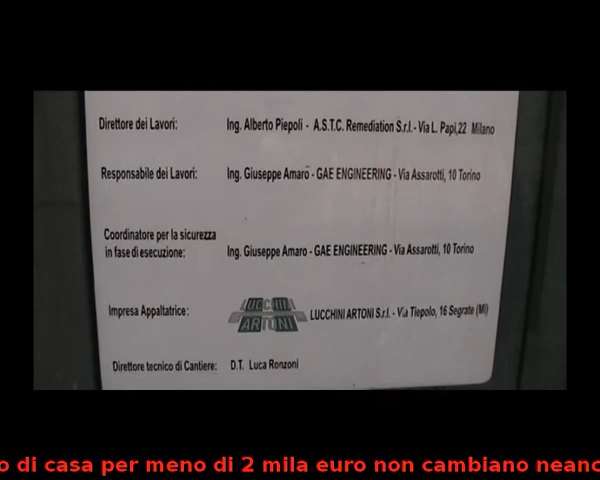 Direttore dei Lavori: Ing. Alberto Piepoli - A.S.T.C. Remediation S.r.l. - Via L. Papi,22 Milano
Responsabile dei Lavori: Ing. Giuseppe Amaro - GAE ENGINEERING - Via Assarotti, 10 Torino
Coordinatore per la sicurezza
in fase di esecuzione: Ing. Giuseppe Amaro - GAE ENGINEERING - Via Assarotti, 10 Torino
Impresa Appaltatrice: LUCCHINI ARTONI LUCCHINI ARTONI S.r.l. - Via Tiepolo, 16 Segrate (MI)
Direttore tecnico di Cantiere: D.T. Luca Ronzoni
o di casa per meno di 2 mila euro non cambiano neanc